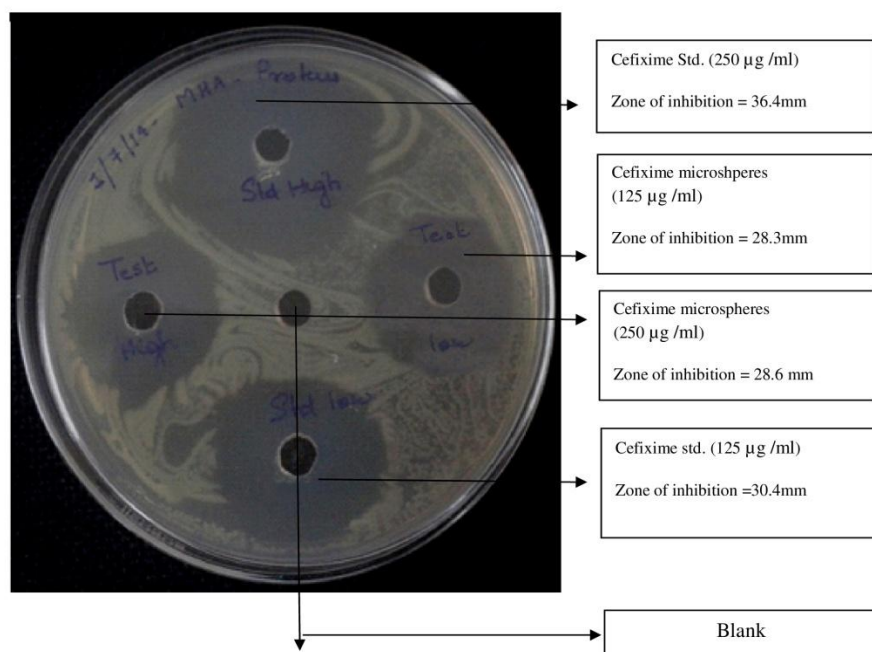 3/7/14- MHA - Proteus
Std High
Test
High
Test
low
Std low
Cefixime Std. (250 µg /ml)
Zone of inhibition = 36.4mm
Cefixime microshperes
(125 µg /ml)
Zone of inhibition = 28.3mm
Cefixime microspheres
(250 µg /ml)
Zone of inhibition = 28.6 mm
Cefixime std. (125 µg /ml)
Zone of inhibition =30.4mm
Blank